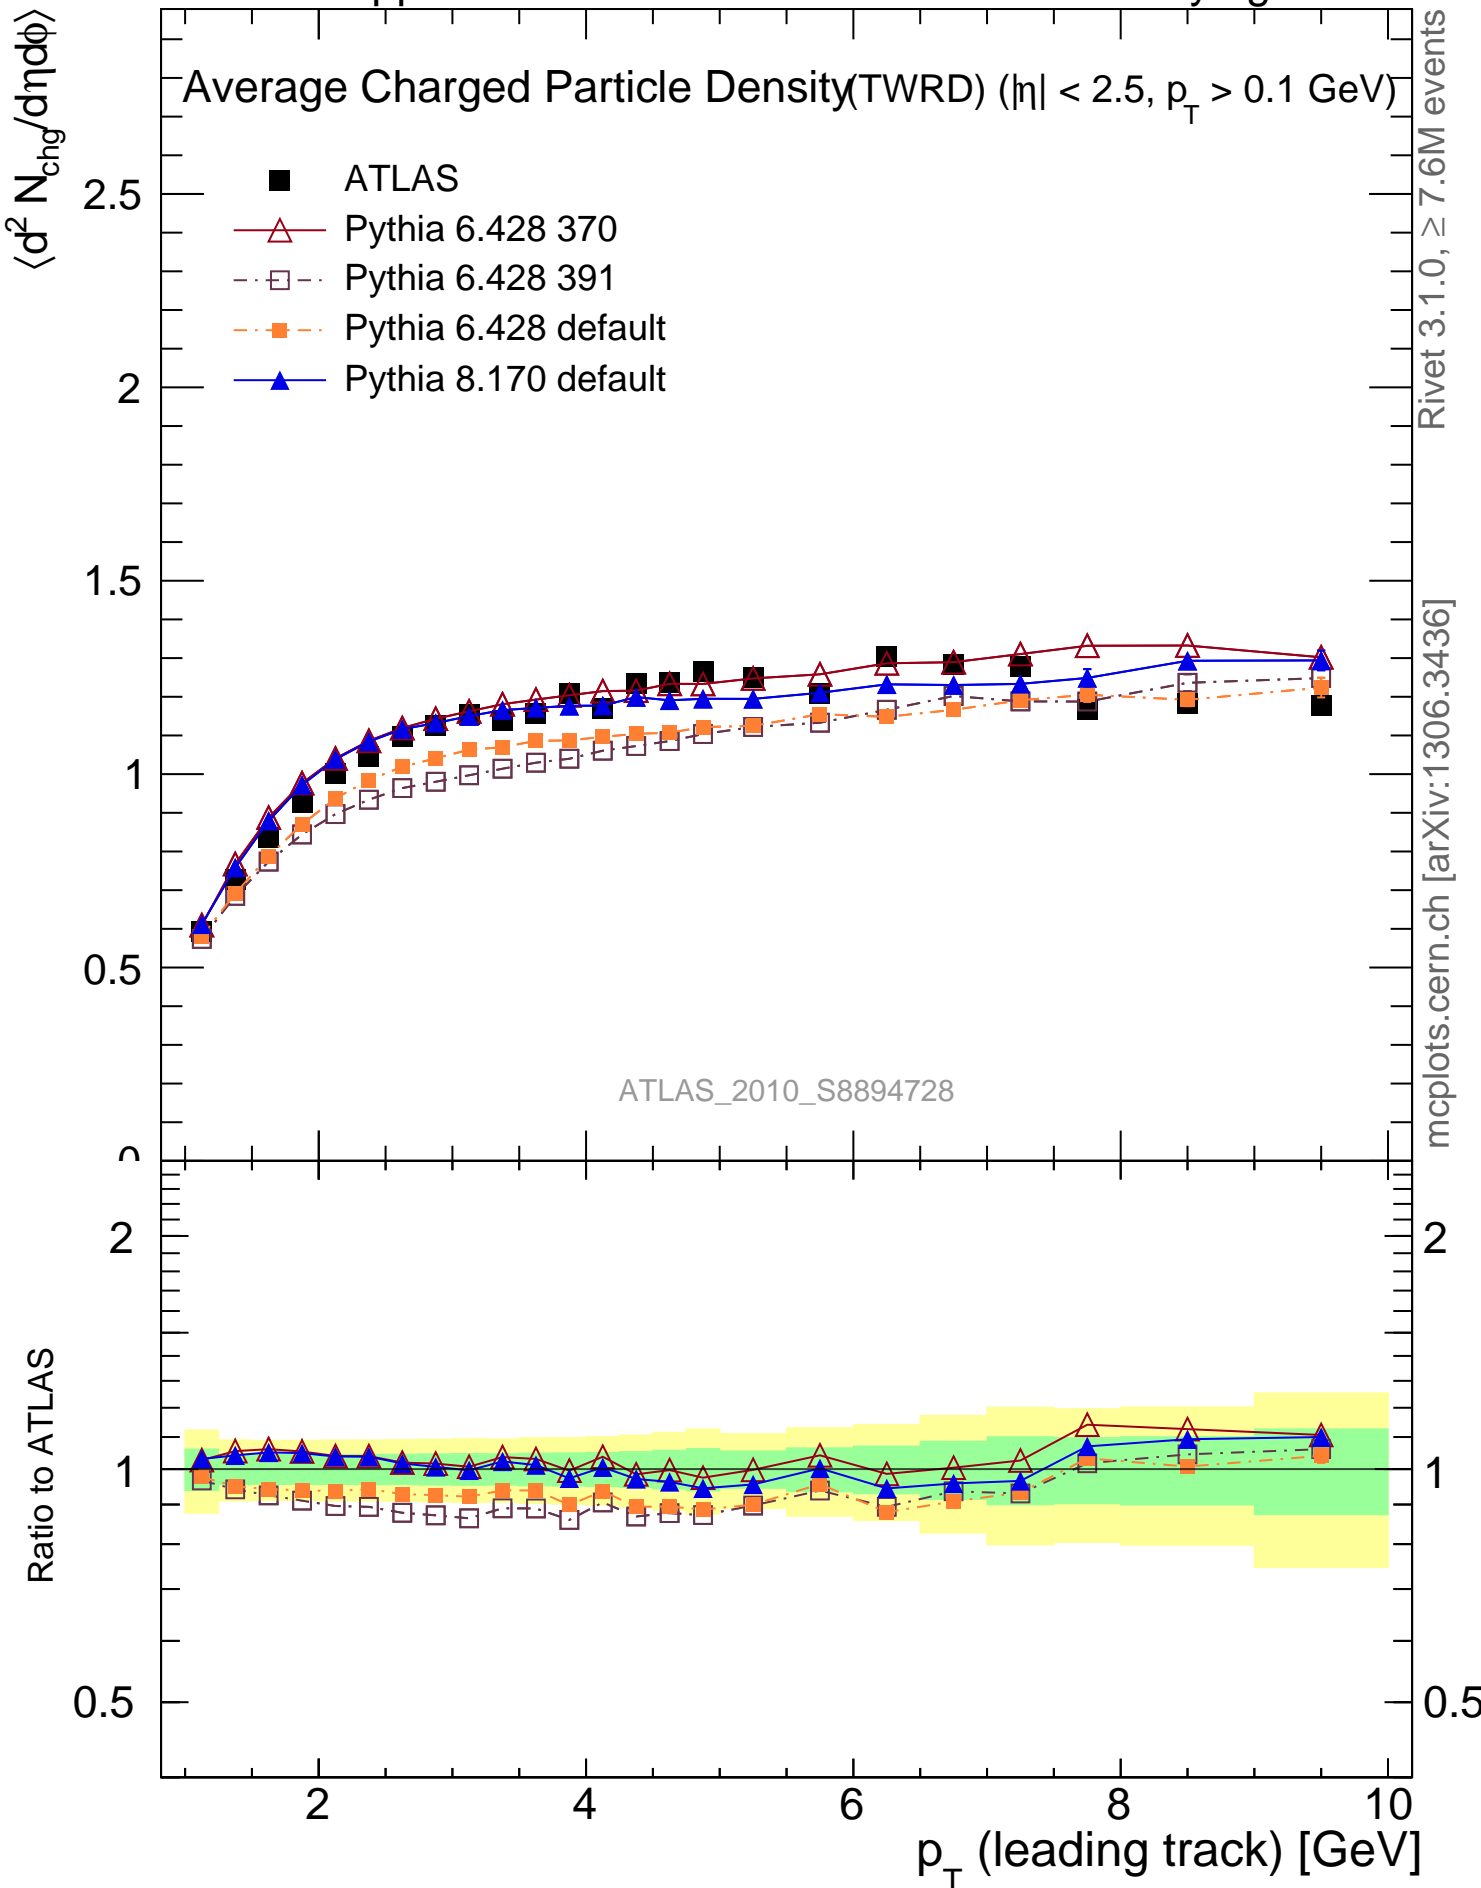 Average Charged Particle Density(TWRD) (|η| < 2.5, p_T > 0.1 GeV)
⟨d² N_chg/dηdϕ⟩
ATLAS
Pythia 6.428 370
Pythia 6.428 391
Pythia 6.428 default
Pythia 8.170 default
2.5
2
1.5
1
0.5
0
ATLAS_2010_S8894728
Rivet 3.1.0, ≥ 7.6M events
mcplots.cern.ch [arXiv:1306.3436]
Ratio to ATLAS
2
1
0.5
2
1
0.5
2 4 6 8 10
p_T (leading track) [GeV]